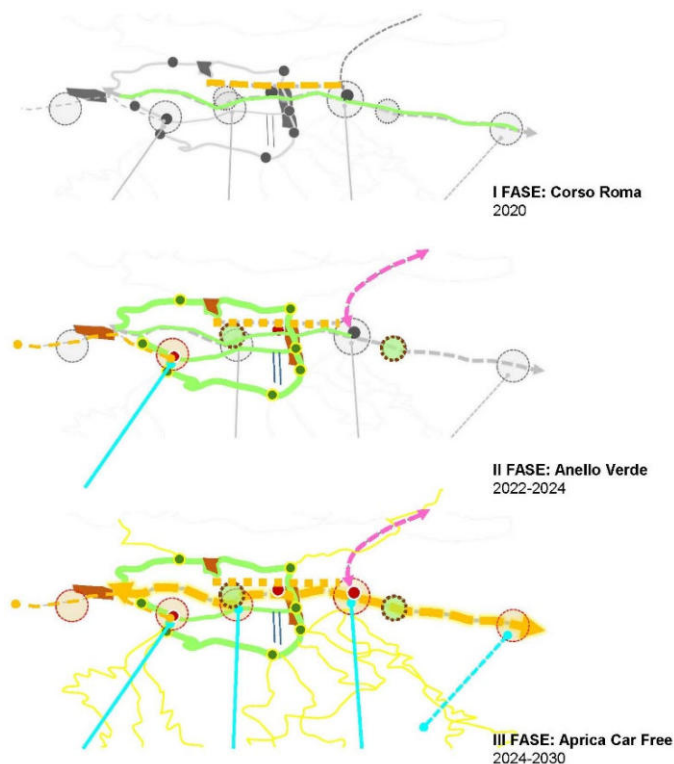 I FASE: Corso Roma
2020
II FASE: Anello Verde
2022-2024
III FASE: Aprica Car Free
2024-2030